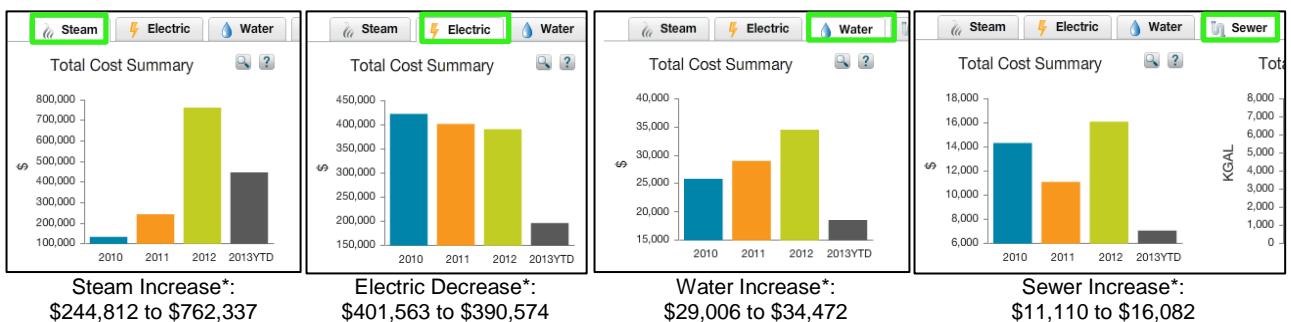 Steam Electric Water
Total Cost Summary ?
800,000
700,000
600,000
500,000
400,000
300,000
200,000
100,000
$
2010 2011 2012 2013YTD
Steam Increase*:
$244,812 to $762,337
Steam Electric Water
Total Cost Summary ?
450,000
400,000
350,000
300,000
250,000
200,000
150,000
$
2010 2011 2012 2013YTD
Electric Decrease*:
$401,563 to $390,574
Steam Electric Water
Total Cost Summary ?
40,000
35,000
30,000
25,000
20,000
15,000
$
2010 2011 2012 2013YTD
Water Increase*:
$29,006 to $34,472
Steam Electric Water Sewer
Total Cost Summary ?
18,000
16,000
14,000
12,000
10,000
8,000
6,000
$
2010 2011 2012 2013YTD
Tota
8,000
7,000
6,000
5,000
4,000
3,000
2,000
1,000
0
KGAL
Sewer Increase*:
$11,110 to $16,082